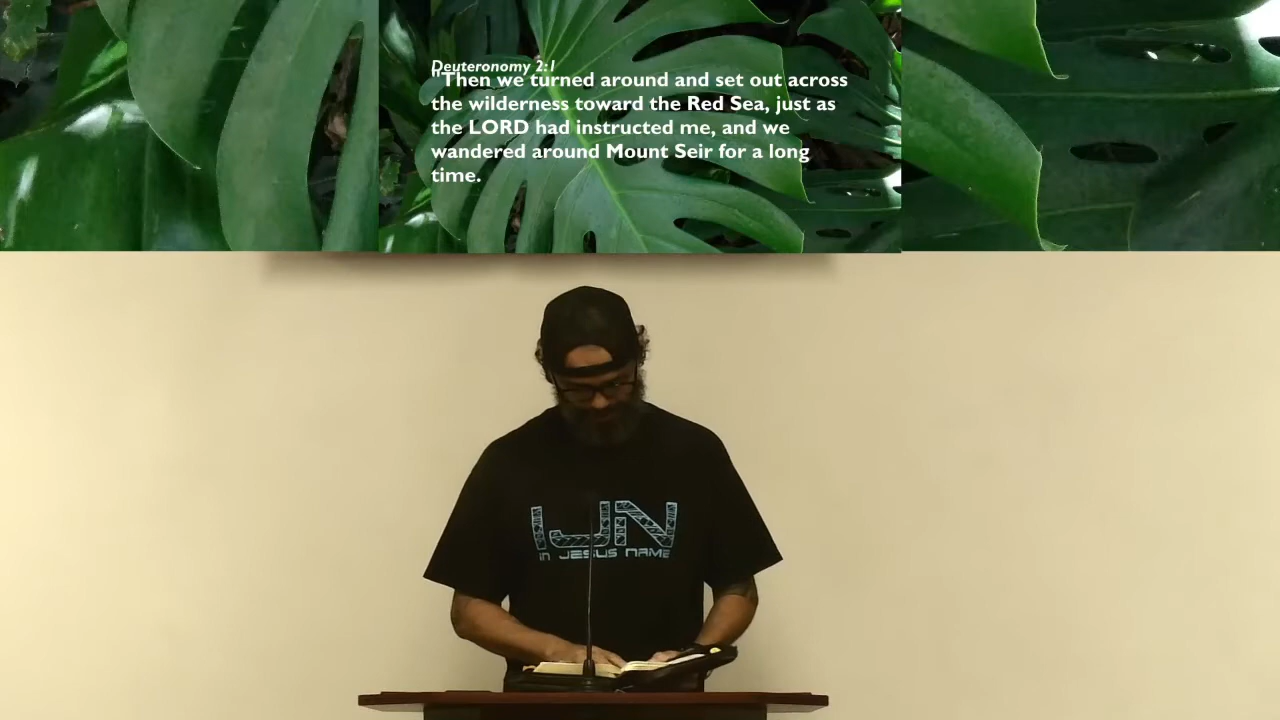 Deuteronomy 2:1
"Then we turned around and set out across
the wilderness toward the Red Sea, just as
the LORD had instructed me, and we
wandered around Mount Seir for a long
time.
IJN
IN JESUS NAME